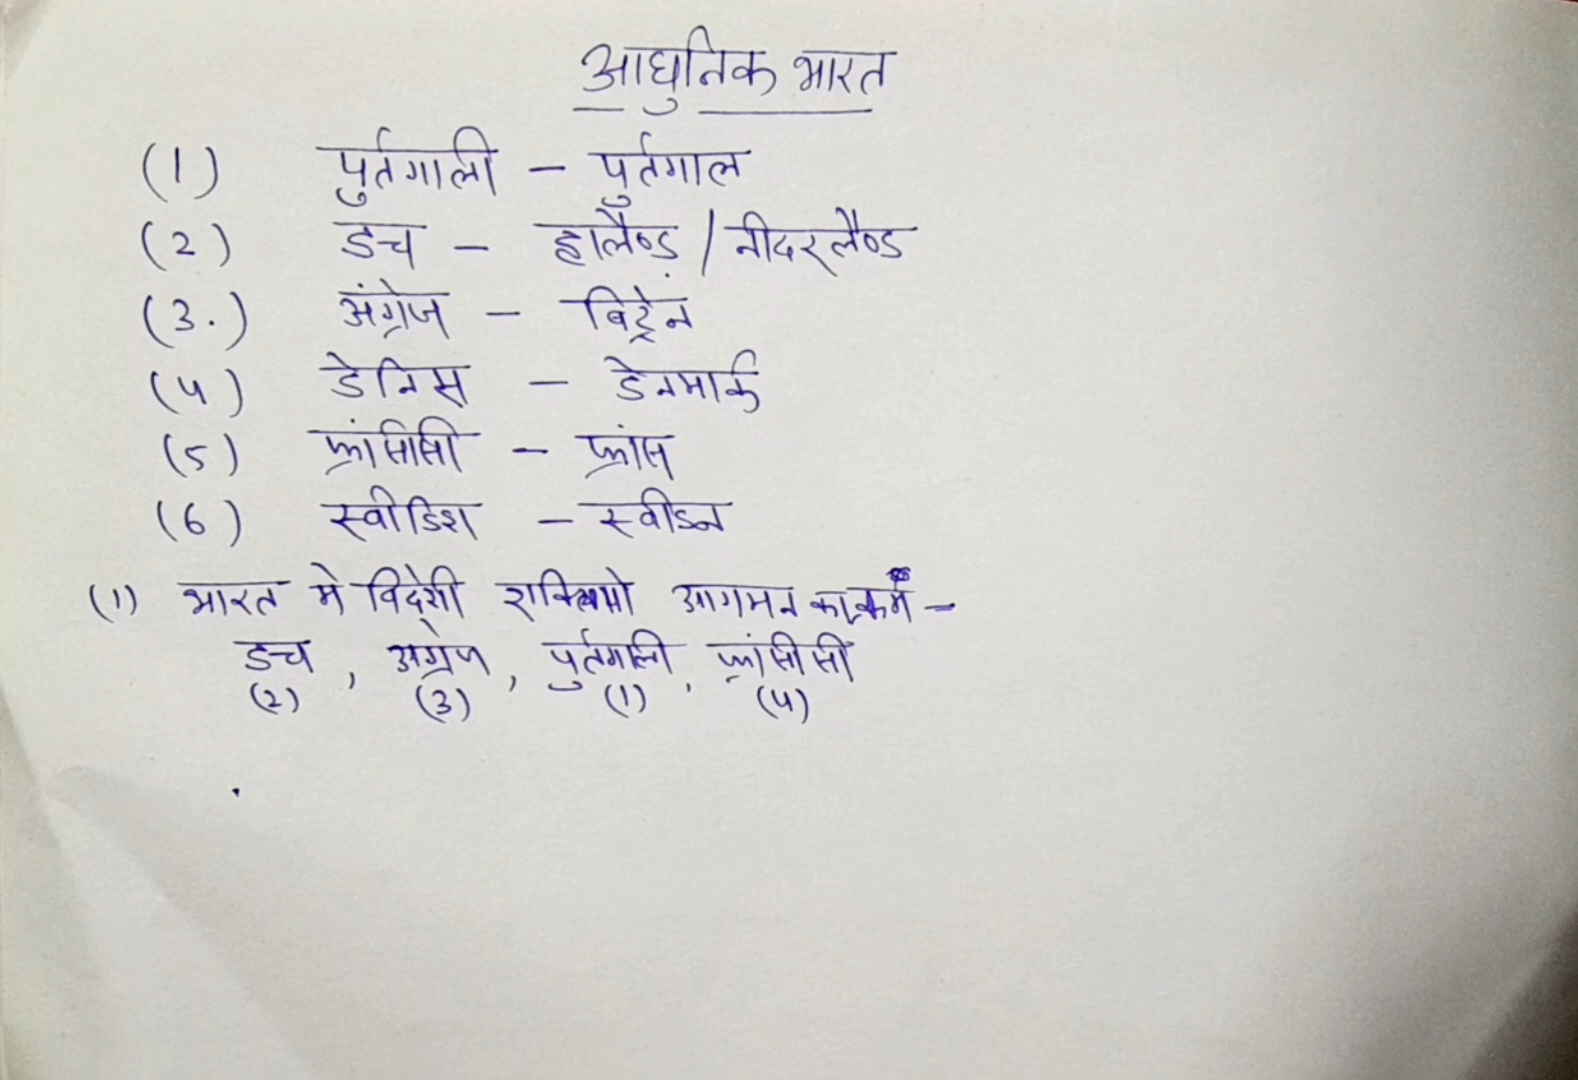 आधुनिक भारत
(1) पुर्तगाली – पुर्तगाल
(2) डच – हालैण्ड / नीदरलैण्ड
(3.) अंग्रेज – बिट्रेन
(4) डेनिस – डेनमार्क
(5) फ्रांसीसी – फ्रांस
(6) स्वीडिश – स्वीडन
(1) भारत मे विदेशी शक्तियो आगमन का क्रम –
डच , अग्रेज , पुर्तगाली , फ्रांसीसी
(2) (3) (1) (4)